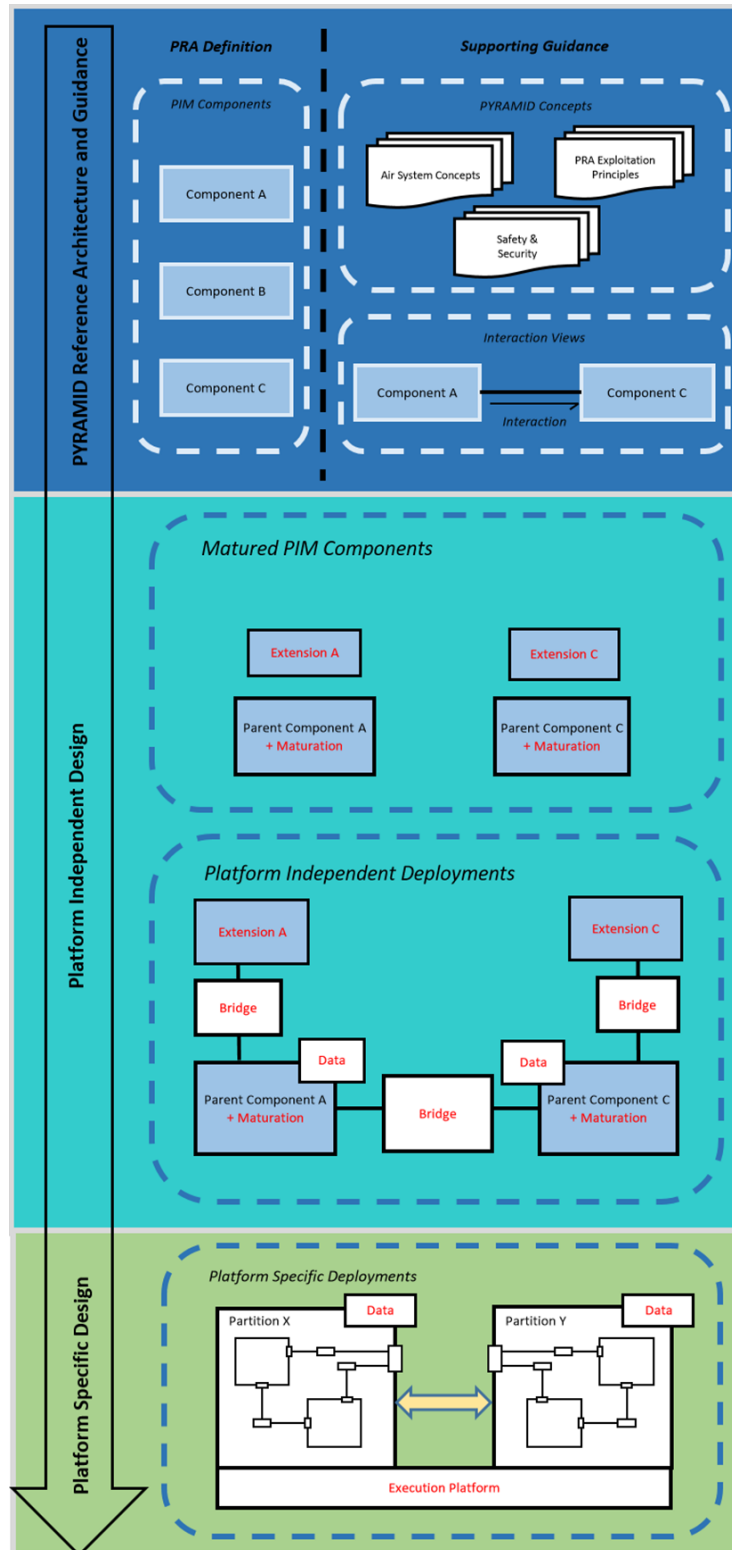 PYRAMID Reference Architecture and Guidance
PRA Definition
Supporting Guidance
PIM Components
Component A
Component B
Component C
PYRAMID Concepts
Air System Concepts
PRA Exploitation
Principles
Safety &
Security
Interaction Views
Component A
Component C
Interaction
Platform Independent Design
Matured PIM Components
Extension A
Extension C
Parent Component A
+ Maturation
Parent Component C
+ Maturation
Platform Independent Deployments
Extension A
Extension C
Bridge
Bridge
Data
Data
Parent Component A
+ Maturation
Bridge
Parent Component C
+ Maturation
Platform Specific Design
Platform Specific Deployments
Partition X
Data
Partition Y
Data
Execution Platform